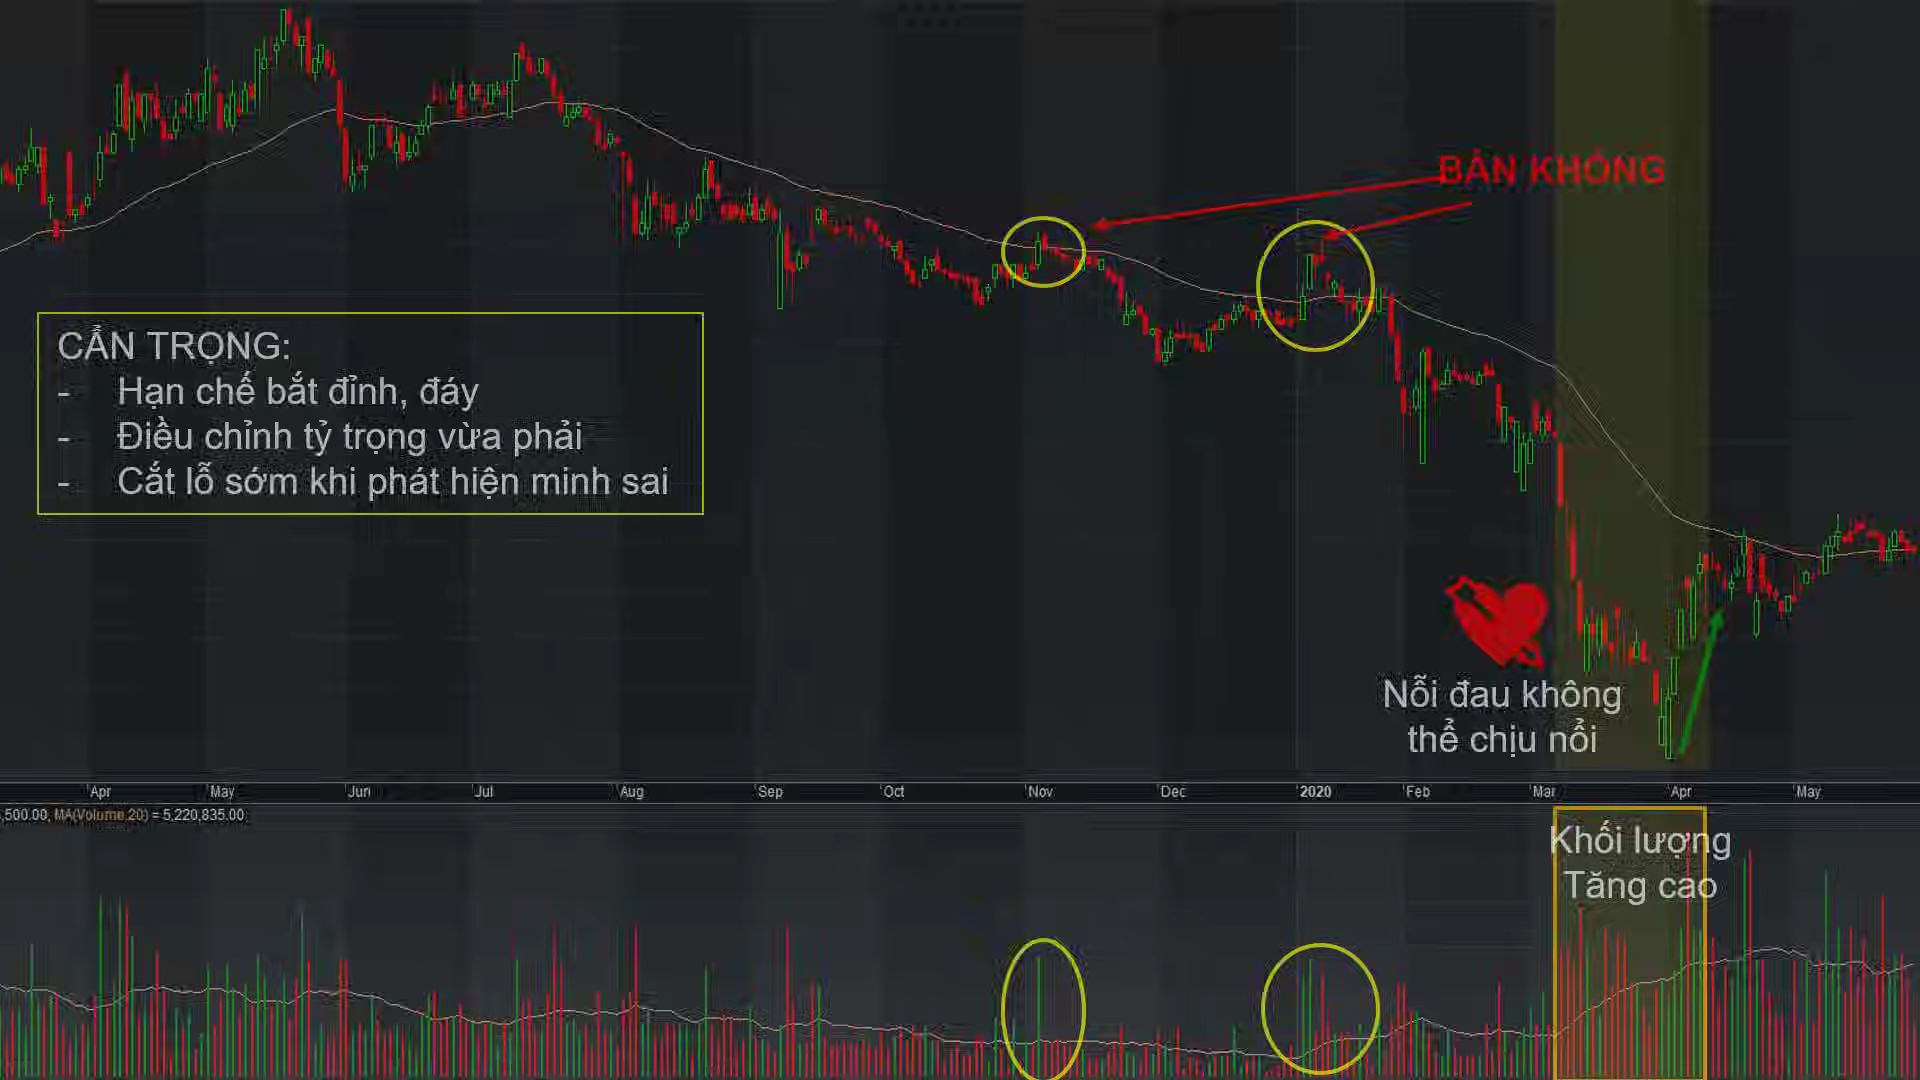 BÁN KHỐNG
CẨN TRỌNG:
- Hạn chế bắt đỉnh, đáy
- Điều chỉnh tỷ trọng vừa phải
- Cắt lỗ sớm khi phát hiện minh sai
Nỗi đau không
thể chịu nổi
Apr May Jun Jul Aug Sep Oct Nov Dec 2020 Feb Mar Apr May
,500.00, MA(Volume,20) = 5,220,835.00
Khối lượng
Tăng cao